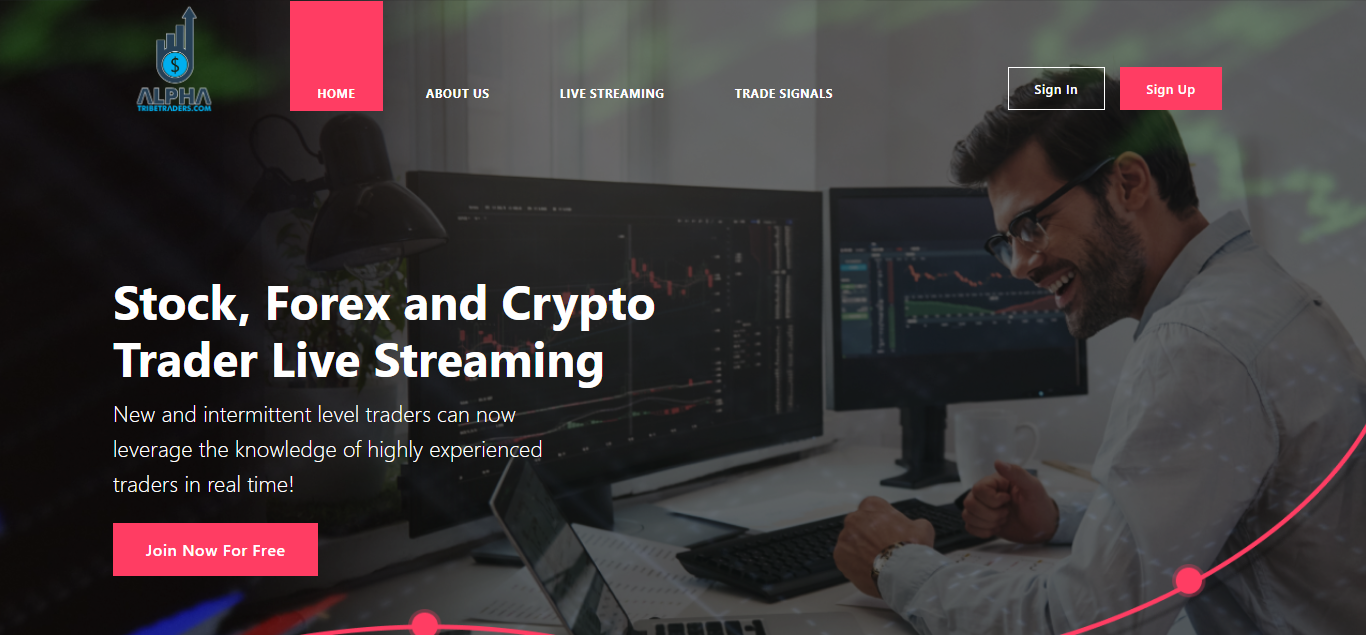 $
ALPHA
TRIBETRADERS.COM
HOME
ABOUT US
LIVE STREAMING
TRADE SIGNALS
Sign In
Sign Up
Stock, Forex and Crypto
Trader Live Streaming
New and intermittent level traders can now
leverage the knowledge of highly experienced
traders in real time!
Join Now For Free